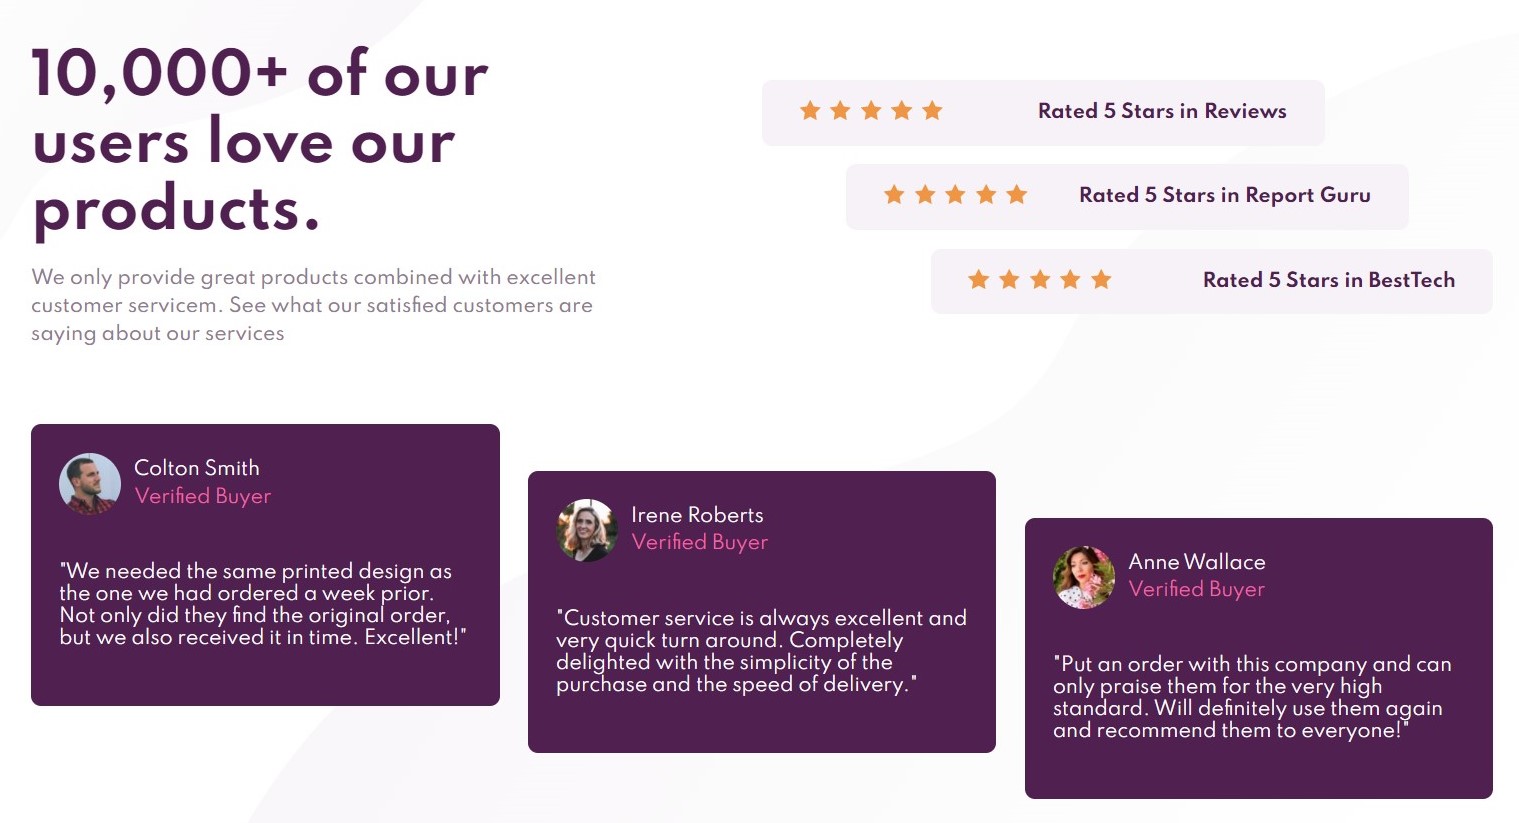 10,000+ of our
users love our
products.
We only provide great products combined with excellent
customer servicem. See what our satisfied customers are
saying about our services
Rated 5 Stars in Reviews
Rated 5 Stars in Report Guru
Rated 5 Stars in BestTech
Colton Smith
Verified Buyer
"We needed the same printed design as
the one we had ordered a week prior.
Not only did they find the original order,
but we also received it in time. Excellent!"
Irene Roberts
Verified Buyer
"Customer service is always excellent and
very quick turn around. Completely
delighted with the simplicity of the
purchase and the speed of delivery."
Anne Wallace
Verified Buyer
"Put an order with this company and can
only praise them for the very high
standard. Will definitely use them again
and recommend them to everyone!"